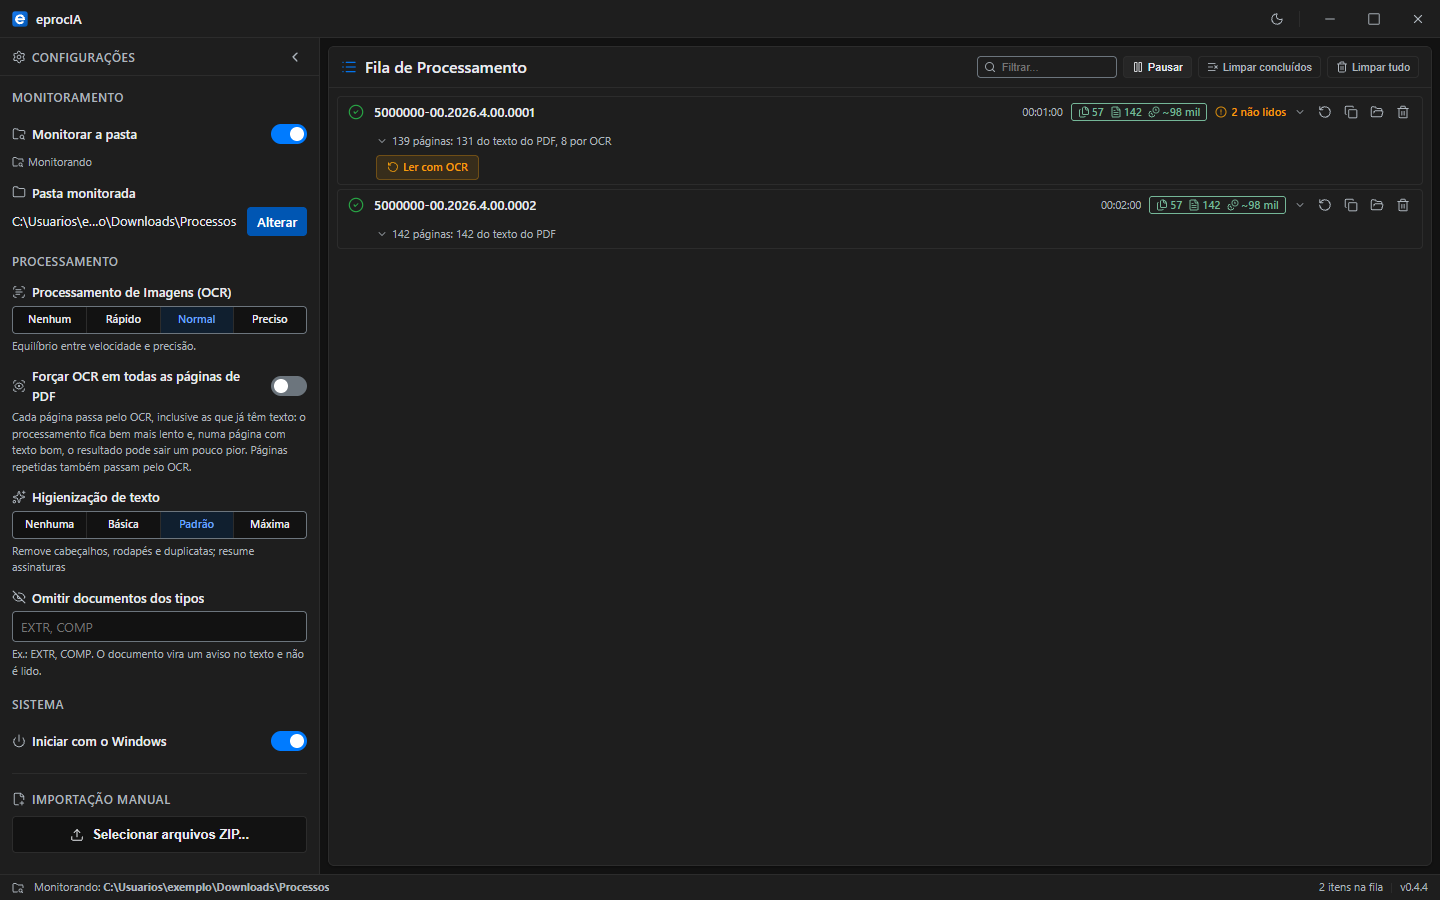 eprocIA
CONFIGURAÇÕES
MONITORAMENTO
Monitorar a pasta
Monitorando
Pasta monitorada
C:\Usuarios\e...o\Downloads\Processos
Alterar
PROCESSAMENTO
Processamento de Imagens (OCR)
Nenhum Rápido Normal Preciso
Equilíbrio entre velocidade e precisão.
Forçar OCR em todas as páginas de
PDF
Cada página passa pelo OCR, inclusive as que já têm texto: o
processamento fica bem mais lento e, numa página com
texto bom, o resultado pode sair um pouco pior. Páginas
repetidas também passam pelo OCR.
Higienização de texto
Nenhuma Básica Padrão Máxima
Remove cabeçalhos, rodapés e duplicatas; resume
assinaturas
Omitir documentos dos tipos
EXTR, COMP
Ex.: EXTR, COMP. O documento vira um aviso no texto e não
é lido.
SISTEMA
Iniciar com o Windows
IMPORTAÇÃO MANUAL
Selecionar arquivos ZIP...
Fila de Processamento
Filtrar...
Pausar
Limpar concluídos
Limpar tudo
5000000-00.2026.4.00.0001
00:01:00 57 142 ~98 mil 2 não lidos
139 páginas: 131 do texto do PDF, 8 por OCR
Ler com OCR
5000000-00.2026.4.00.0002
00:02:00 57 142 ~98 mil
142 páginas: 142 do texto do PDF
Monitorando: C:\Usuarios\exemplo\Downloads\Processos
2 itens na fila
v0.4.4